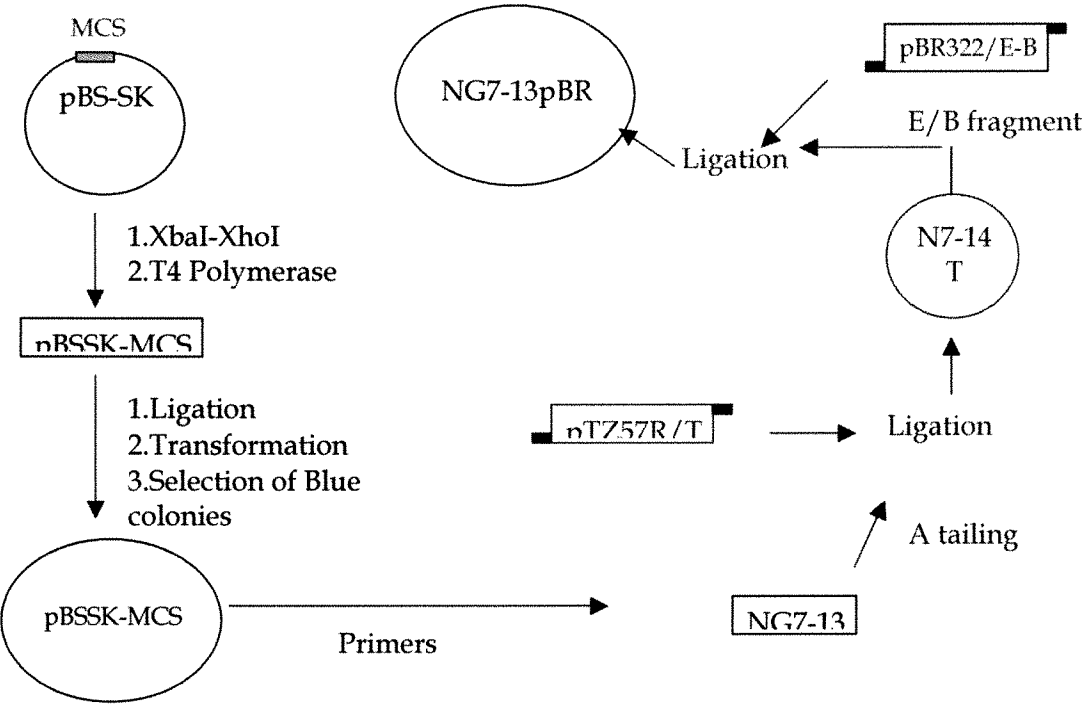 MCS
pBS-SK
1.XbaI-XhoI
2.T4 Polymerase
pBSSK-MCS
1.Ligation
2.Transformation
3.Selection of Blue
colonies
pBSSK-MCS
Primers
NG7-13
A tailing
pTZ57R/T
Ligation
N7-14
T
E/B fragment
pBR322/E-B
Ligation
NG7-13pBR